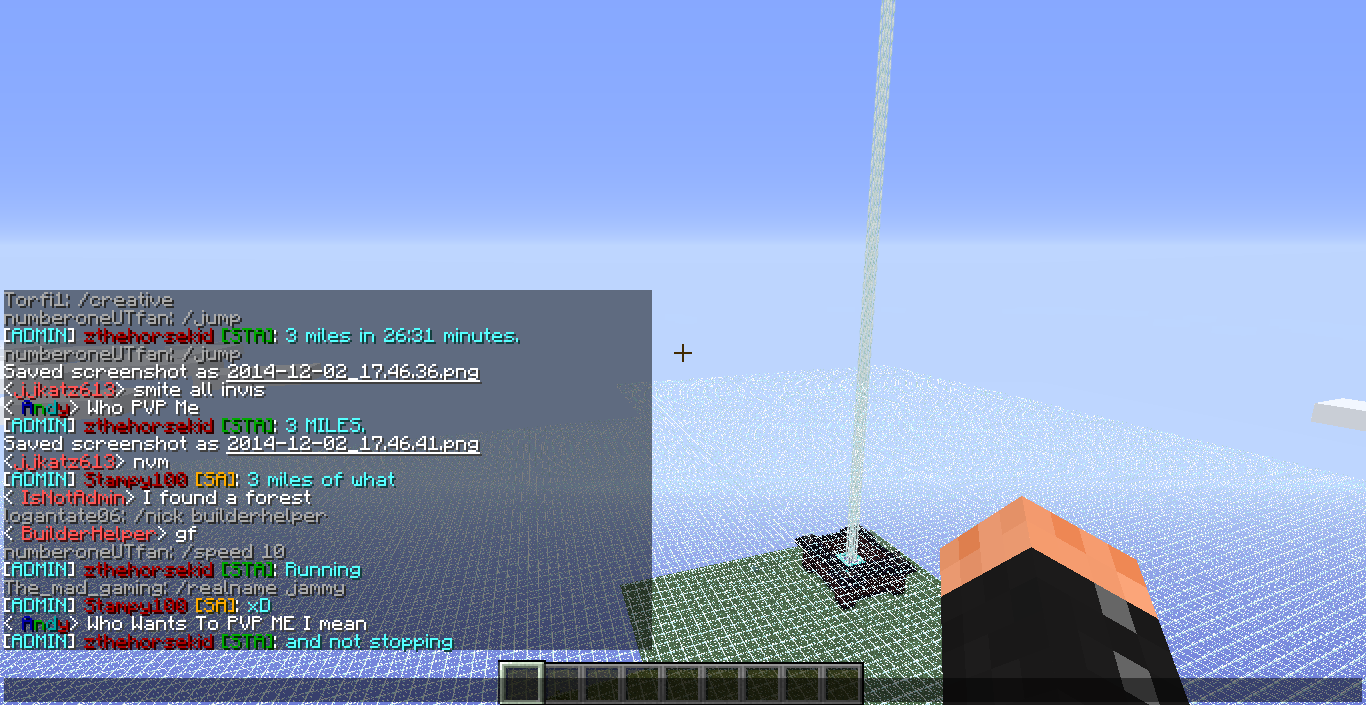 Torfi1: /creative
numberoneUTfan: /jump
[ADMIN] zthehorsekid [STA]: 3 miles in 26:31 minutes.
numberoneUTfan: /jump
Saved screenshot as 2014-12-02_17.46.36.png
<jjkatz613> smite all invis
< Andy> Who PVP Me
[ADMIN] zthehorsekid [STA]: 3 MILES.
Saved screenshot as 2014-12-02_17.46.41.png
<jjkatz613> nvm
[ADMIN] Stampy100 [SA]: 3 miles of what
< IsNotAdmin> I found a forest
logantate06: /nick builderhelper
< BuilderHelper> gf
numberoneUTfan: /speed 10
[ADMIN] zthehorsekid [STA]: Running
The_mad_gaming: /realname jammy
[ADMIN] Stampy100 [SA]: xD
< Andy> Who Wants To PVP ME I mean
[ADMIN] zthehorsekid [STA]: and not stopping